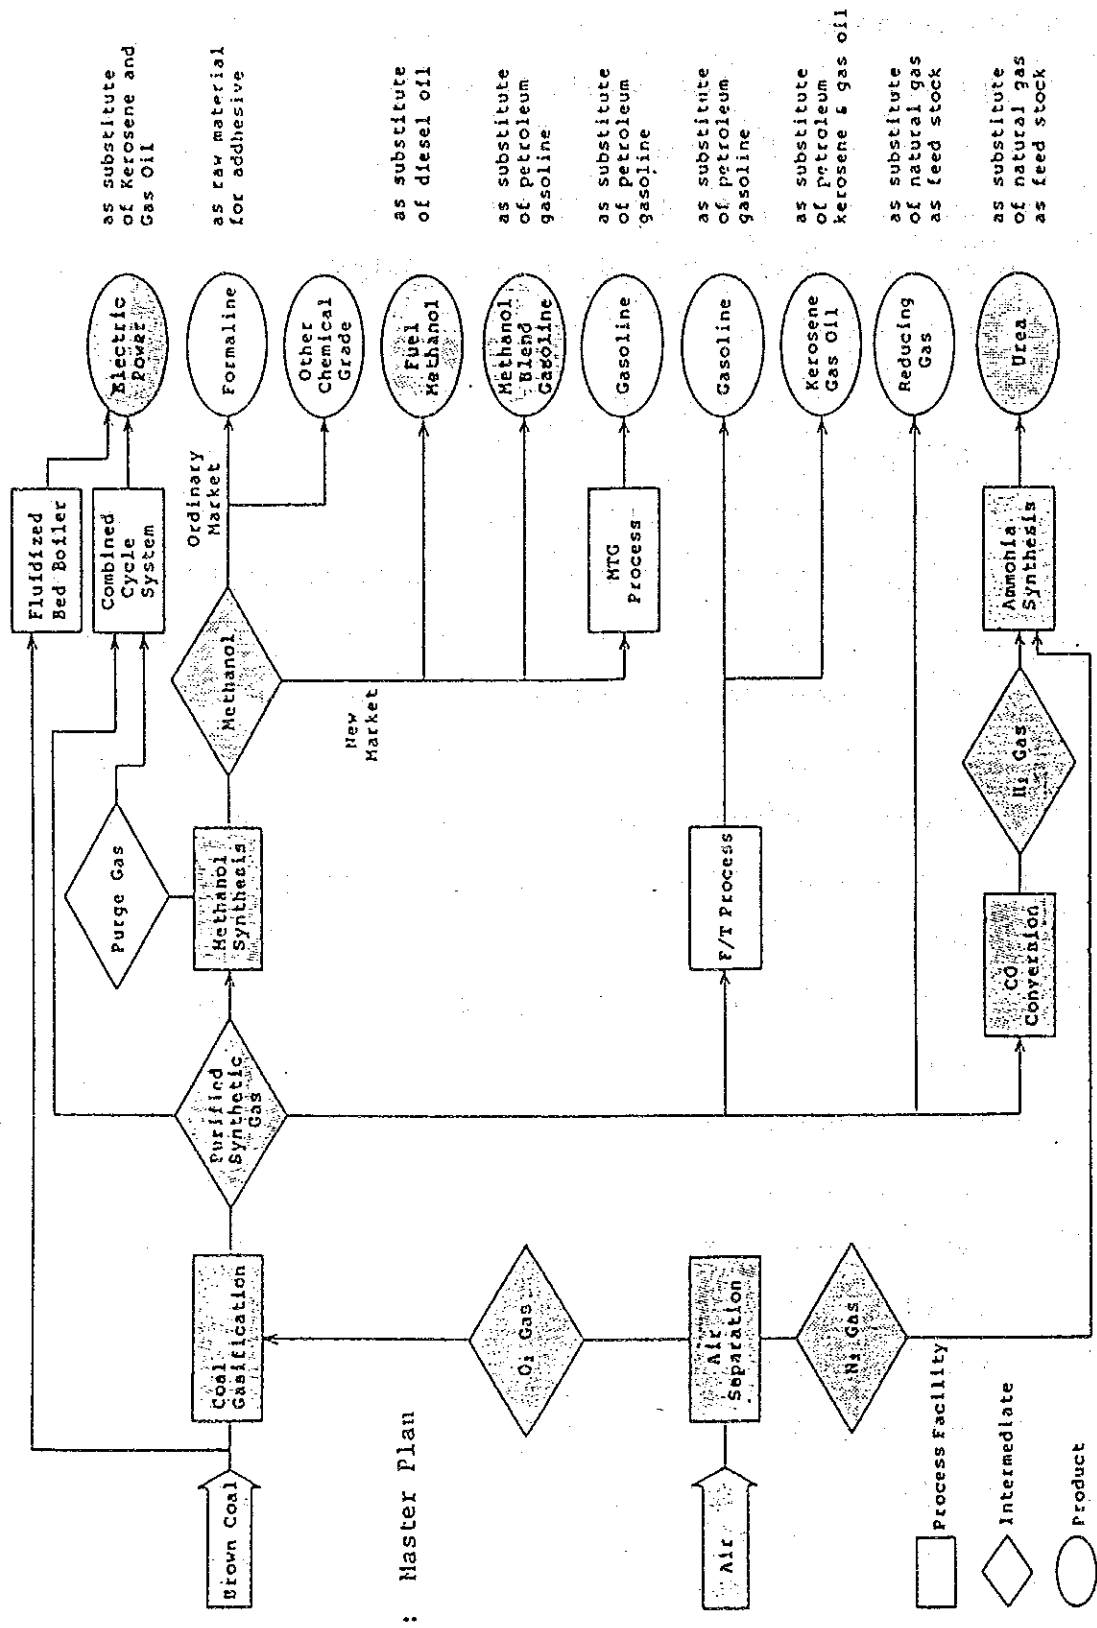 Fluidized
Bed Boiler
Combined
Cycle
System
Electric
Power
as substitute
of Kerosene and
Gas Oil
Purge Gas
Brown Coal
Coal
Gasification
Purified
Synthetic
Gas
Methanol
Synthesis
Methanol
Ordinary
Market
Formaline
as raw material
for addhesive
Other
Chemical
Grade
New
Market
: Master Plan
Fuel
Methanol
as substitute
of diesel oil
Methanol
Blend
Gasoline
as substitute
of petroleum
gasoline
O₂ Gas
MTG
Process
Gasoline
as substitute
of petroleum
gasoline
Air
Air
Separation
F/T Process
Gasoline
as substitute
of petroleum
gasoline
Kerosene
Gas Oil
as substitute
of petroleum
kerosene & gas oil
N₂ Gas
Reducing
Gas
as substitute
of natural gas
as feed stock
CO
Conversion
H₂ Gas
Ammonia
Synthesis
Urea
as substitute
of natural gas
as feed stock
Process Facility
Intermediate
Product